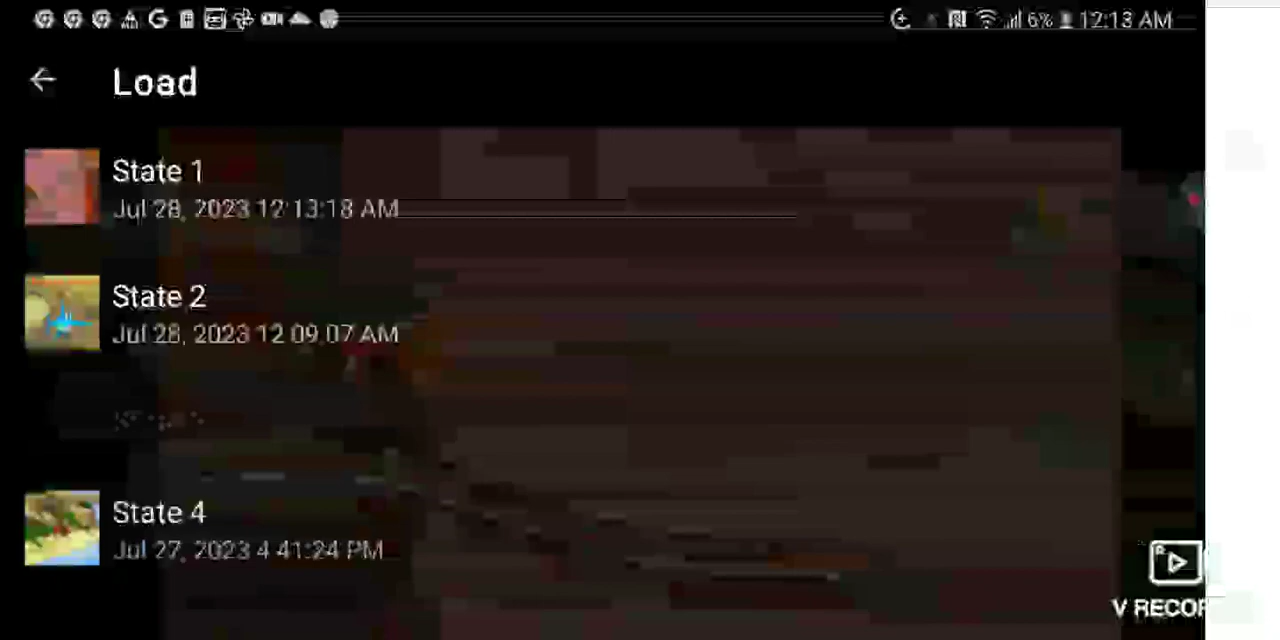 6% 12:13 AM
Load
State 1
Jul 28, 2023 12:13:18 AM
State 2
Jul 28, 2023 12:09:07 AM
State 4
Jul 27, 2023 4:41:24 PM
V RECOR